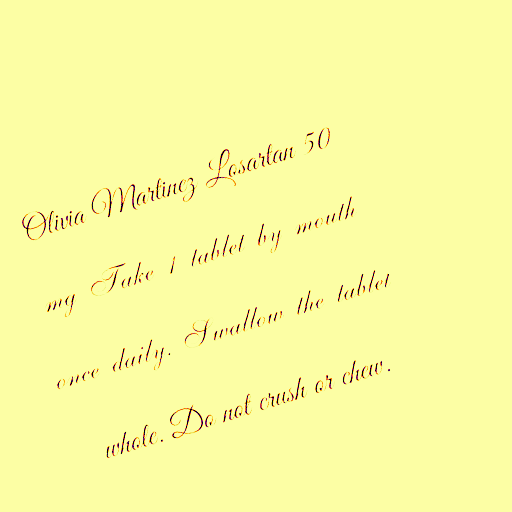 Olivia Martinez Losartan 50
mg Take 1 tablet by mouth
once daily. Swallow the tablet
whole. Do not crush or chew.